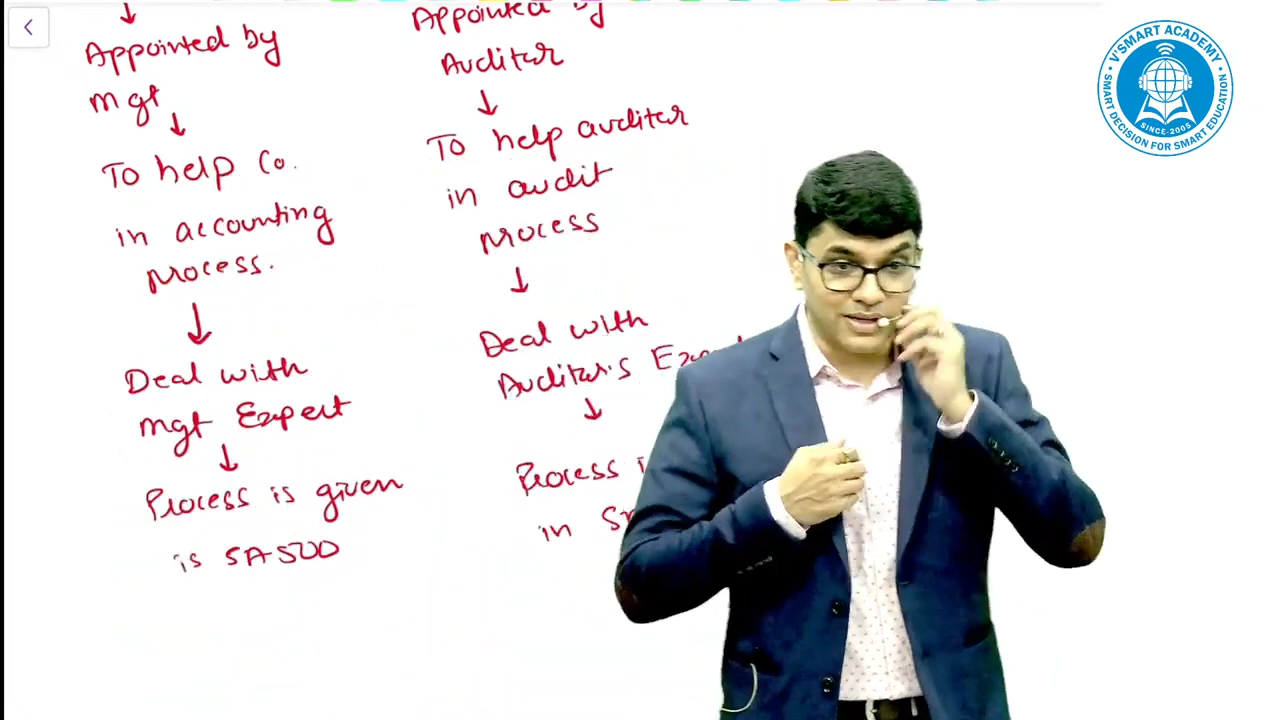 Appointed by
mgt
To help Co.
in accounting
process.
Deal with
mgt Expert
Process is given
is SA500
Appointed by
Auditor
To help auditor
in audit
process
Deal with
Auditor's
Process
in
V'SMART ACADEMY
SINCE-2005
SMART DECISION FOR SMART EDUCATION